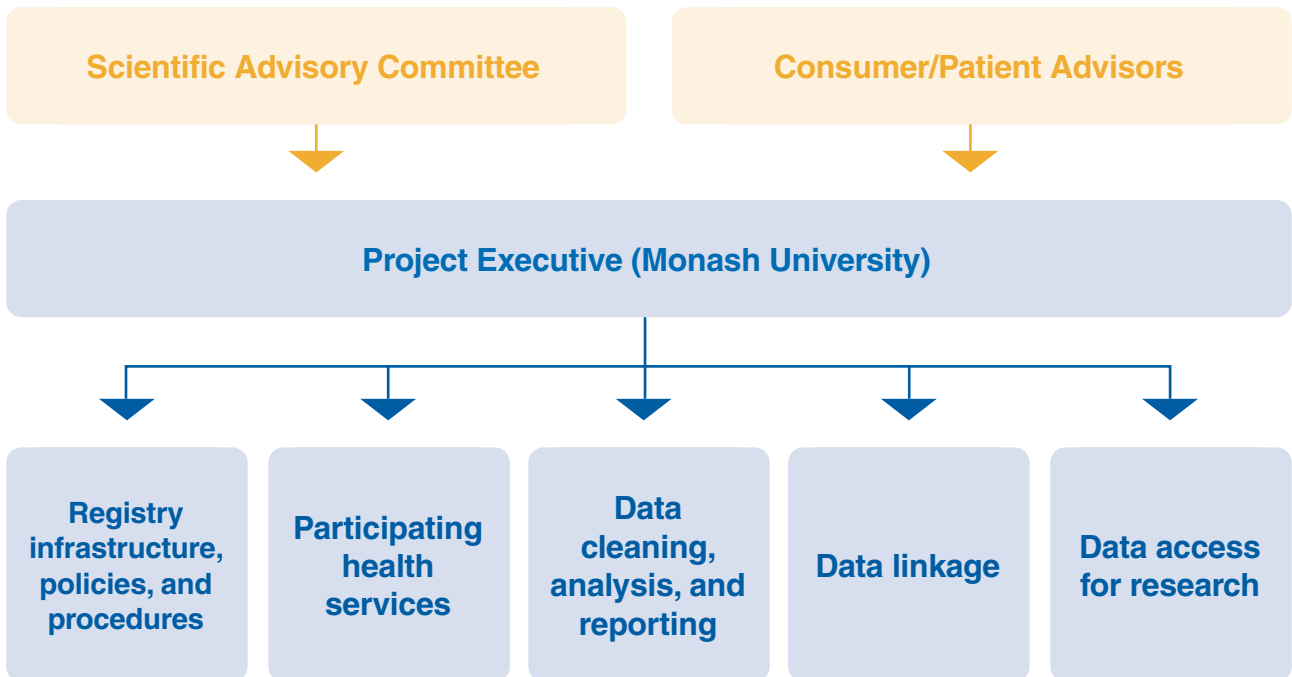 Scientific Advisory Committee
Consumer/Patient Advisors
Project Executive (Monash University)
Registry
infrastructure,
policies, and
procedures
Participating
health
services
Data
cleaning,
analysis, and
reporting
Data linkage
Data access
for research